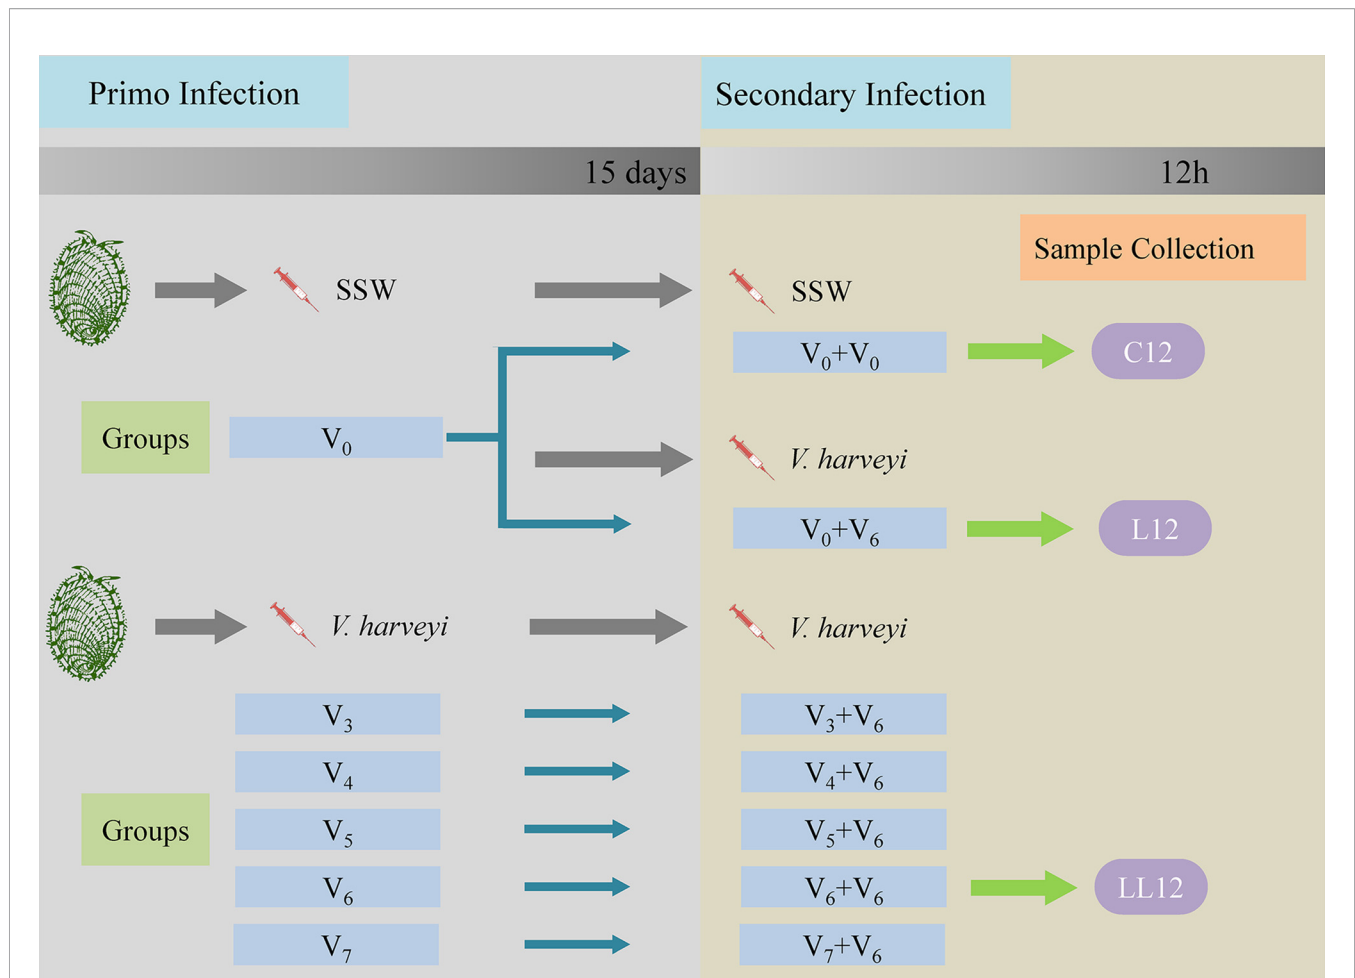 Primo Infection
Secondary Infection
15 days
12h
Sample Collection
SSW
SSW
V₀+V₀
C12
Groups
V₀
V. harveyi
V₀+V₆
L12
V. harveyi
V. harveyi
V₃
V₃+V₆
V₄
V₄+V₆
Groups
V₅
V₅+V₆
V₆
V₆+V₆
LL12
V₇
V₇+V₆